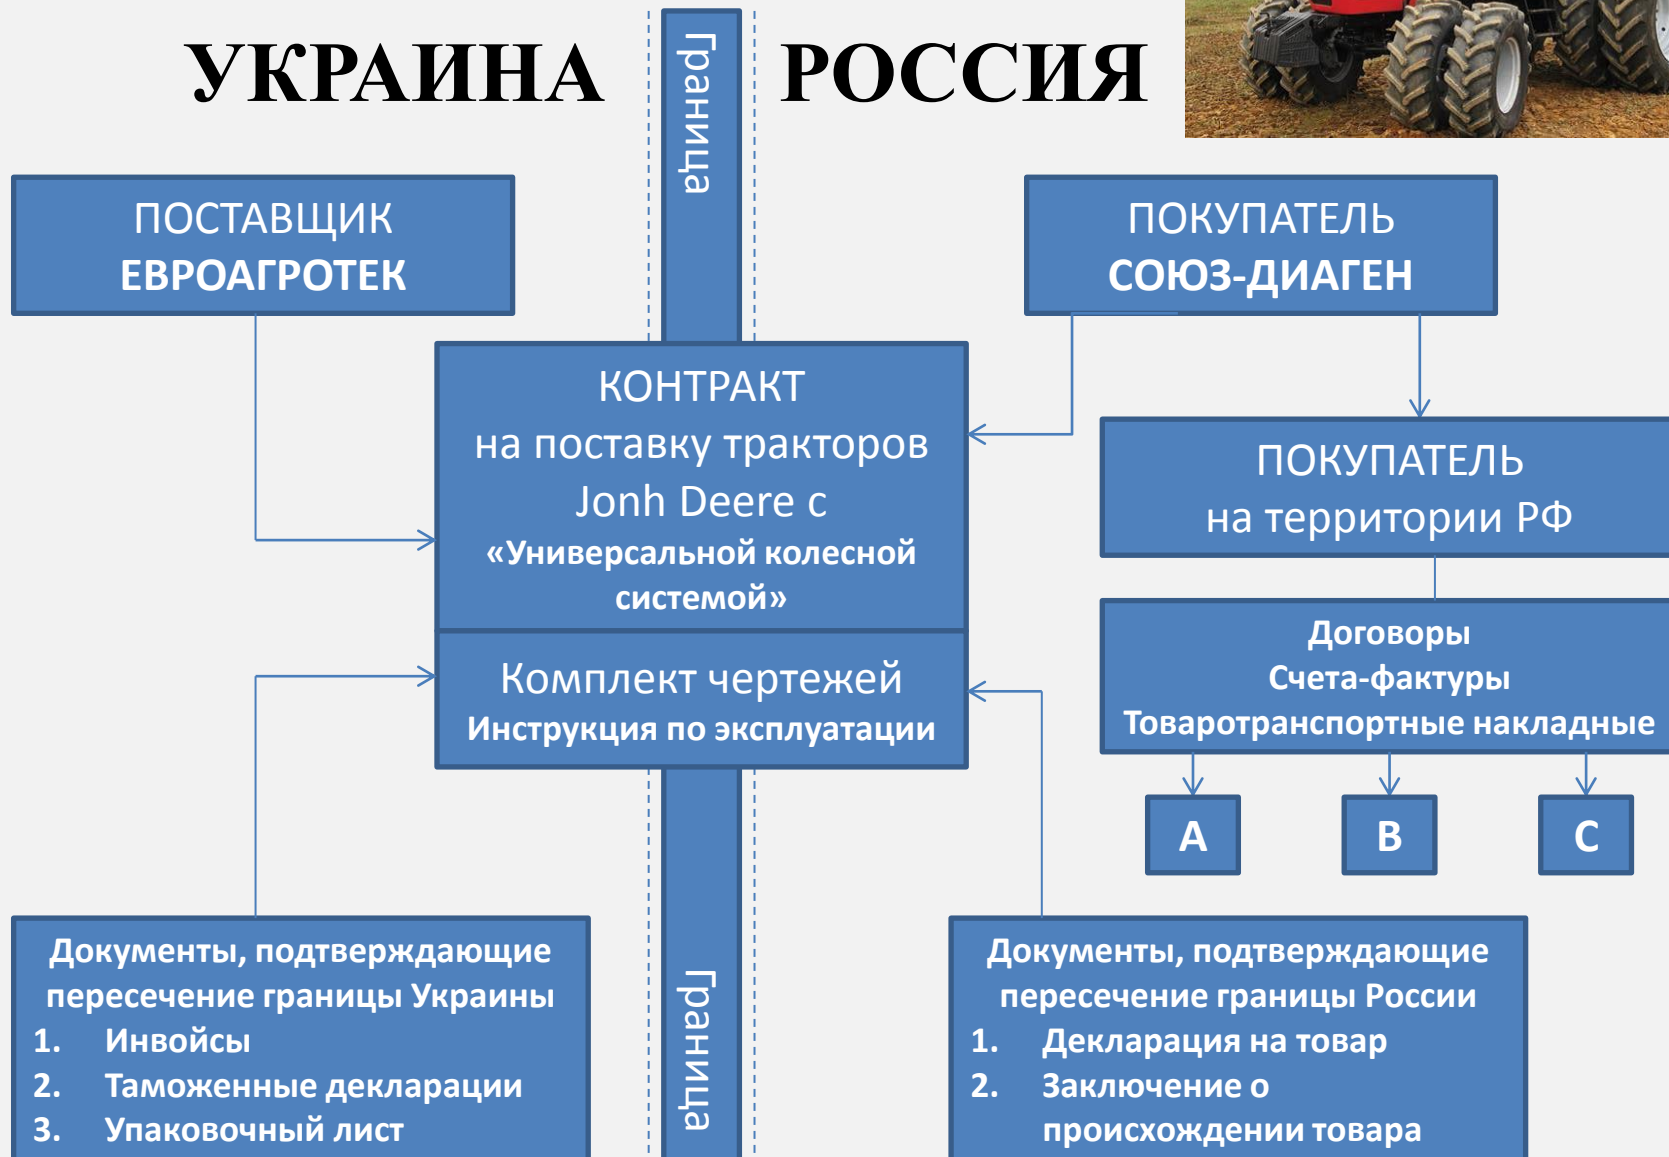 УКРАИНА
РОССИЯ
Граница
ПОСТАВЩИК
ЕВРОАГРОТЕК
ПОКУПАТЕЛЬ
СОЮЗ-ДИАГЕН
КОНТРАКТ
на поставку тракторов
Jonh Deere с
«Универсальной колесной
системой»
Комплект чертежей
Инструкция по эксплуатации
ПОКУПАТЕЛЬ
на территории РФ
Договоры
Счета-фактуры
Товаротранспортные накладные
А
В
С
Документы, подтверждающие
пересечение границы Украины
1. Инвойсы
2. Таможенные декларации
3. Упаковочный лист
Граница
Документы, подтверждающие
пересечение границы России
1. Декларация на товар
2. Заключение о
происхождении товара